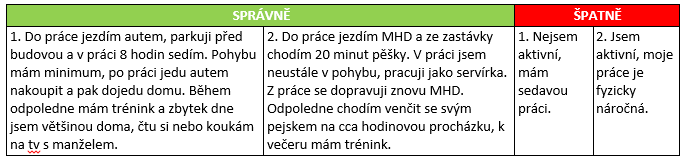 SPRÁVNĚ
ŠPATNĚ
1. Do práce jezdím autem, parkuji před
budovou a v práci 8 hodin sedím. Pohybu
mám minimum, po práci jedu autem
nakoupit a pak dojedu domu. Během
odpoledne mám trénink a zbytek dne
jsem většinou doma, čtu si nebo koukám
na tv s manželem.
2. Do práce jezdím MHD a ze zastávky
chodím 20 minut pěšky. V práci jsem
neustále v pohybu, pracuji jako servírka.
Z práce se dopravuji znovu MHD.
Odpoledne chodím venčit se svým
pejskem na cca hodinovou procházku, k
večeru mám trénink.
1. Nejsem
aktivní,
mám
sedavou
práci.
2. Jsem
aktivní, moje
práce je
fyzicky
náročná.